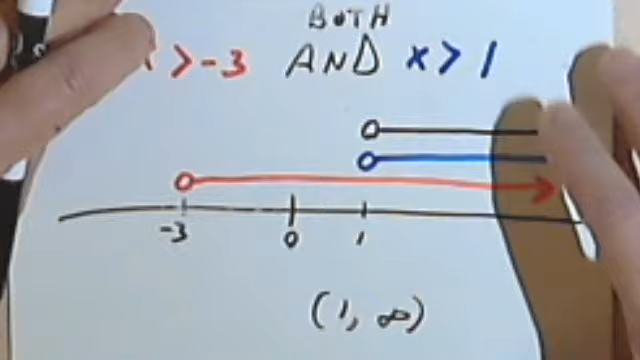 BOTH
> -3 AND x > 1
-3 0 1
(1, ∞)